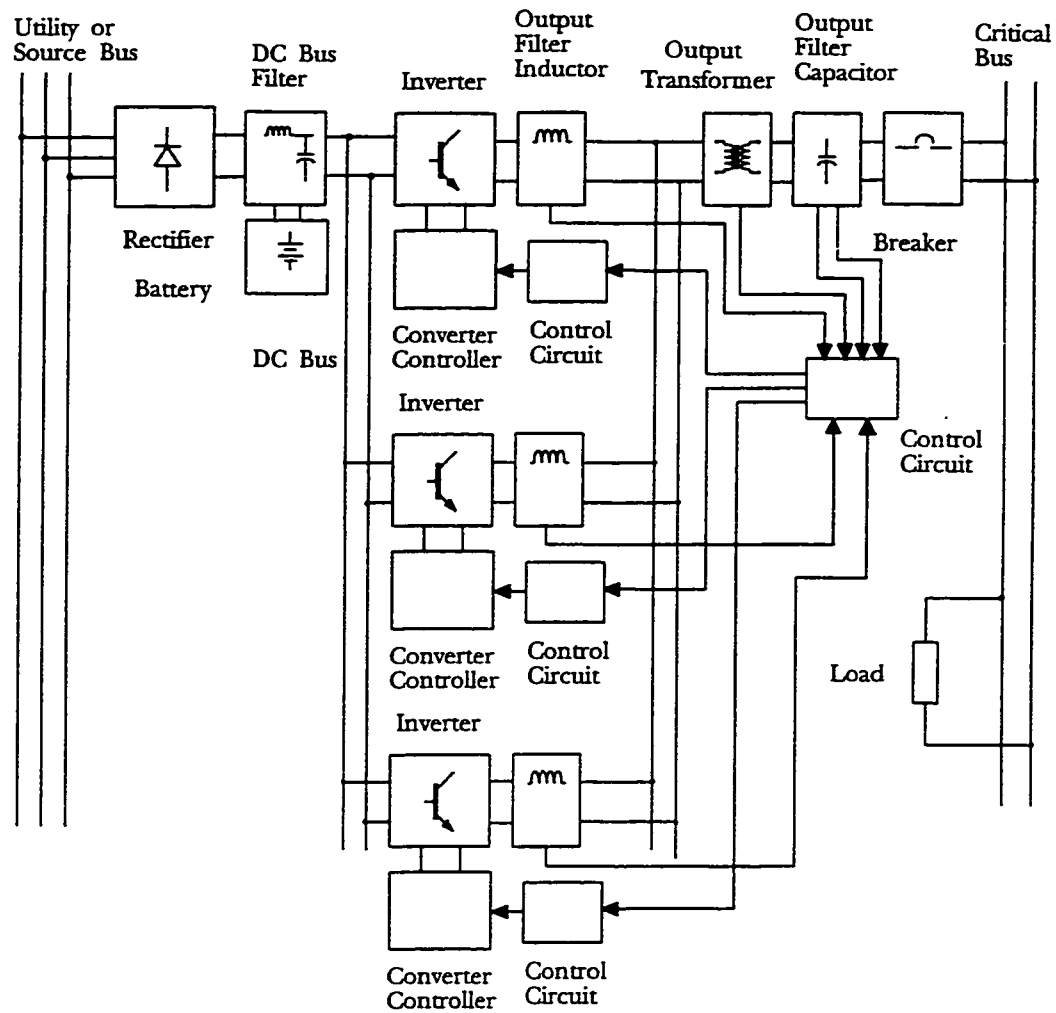 Utility or
Source Bus
DC Bus
Filter
Inverter
Output
Filter
Inductor
Output
Transformer
Output
Filter
Capacitor
Critical
Bus
Rectifier
Battery
Breaker
Converter
Controller
Control
Circuit
DC Bus
Inverter
Control
Circuit
Converter
Controller
Control
Circuit
Load
Inverter
Converter
Controller
Control
Circuit